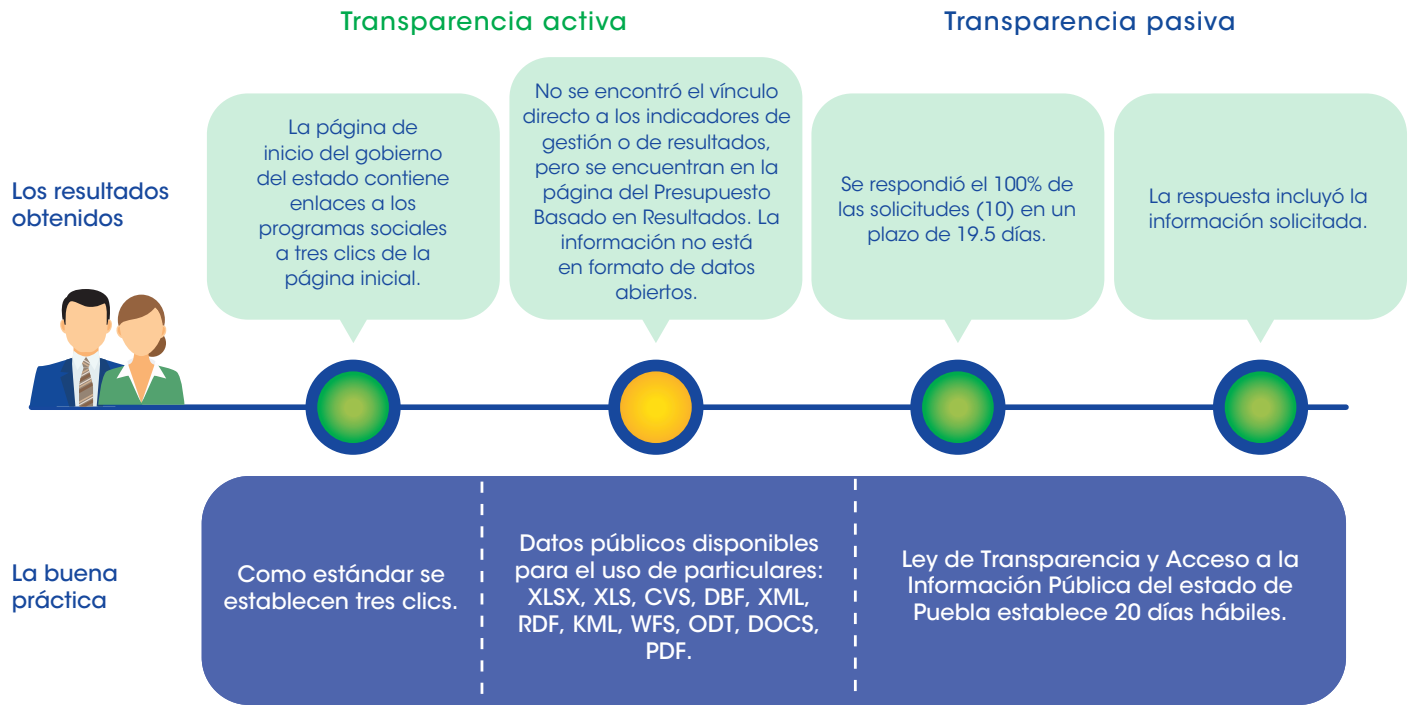 Transparencia activa
Transparencia pasiva
Los resultados
obtenidos
La página de
inicio del gobierno
del estado contiene
enlaces a los
programas sociales
a tres clics de la
página inicial.
No se encontró el vínculo
directo a los indicadores de
gestión o de resultados,
pero se encuentran en la
página del Presupuesto
Basado en Resultados. La
información no está
en formato de datos
abiertos.
Se respondió el 100% de
las solicitudes (10) en un
plazo de 19.5 días.
La respuesta incluyó la
información solicitada.
La buena
práctica
Como estándar se
establecen tres clics.
Datos públicos disponibles
para el uso de particulares:
XLSX, XLS, CVS, DBF, XML,
RDF, KML, WFS, ODT, DOCS,
PDF.
Ley de Transparencia y Acceso a la
Información Pública del estado de
Puebla establece 20 días hábiles.